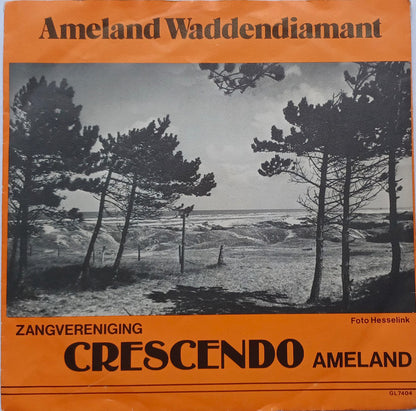 Ameland Waddendiamant
Foto Hesselink
ZANGVERENIGING
CRESCENDO AMELAND
GL7404